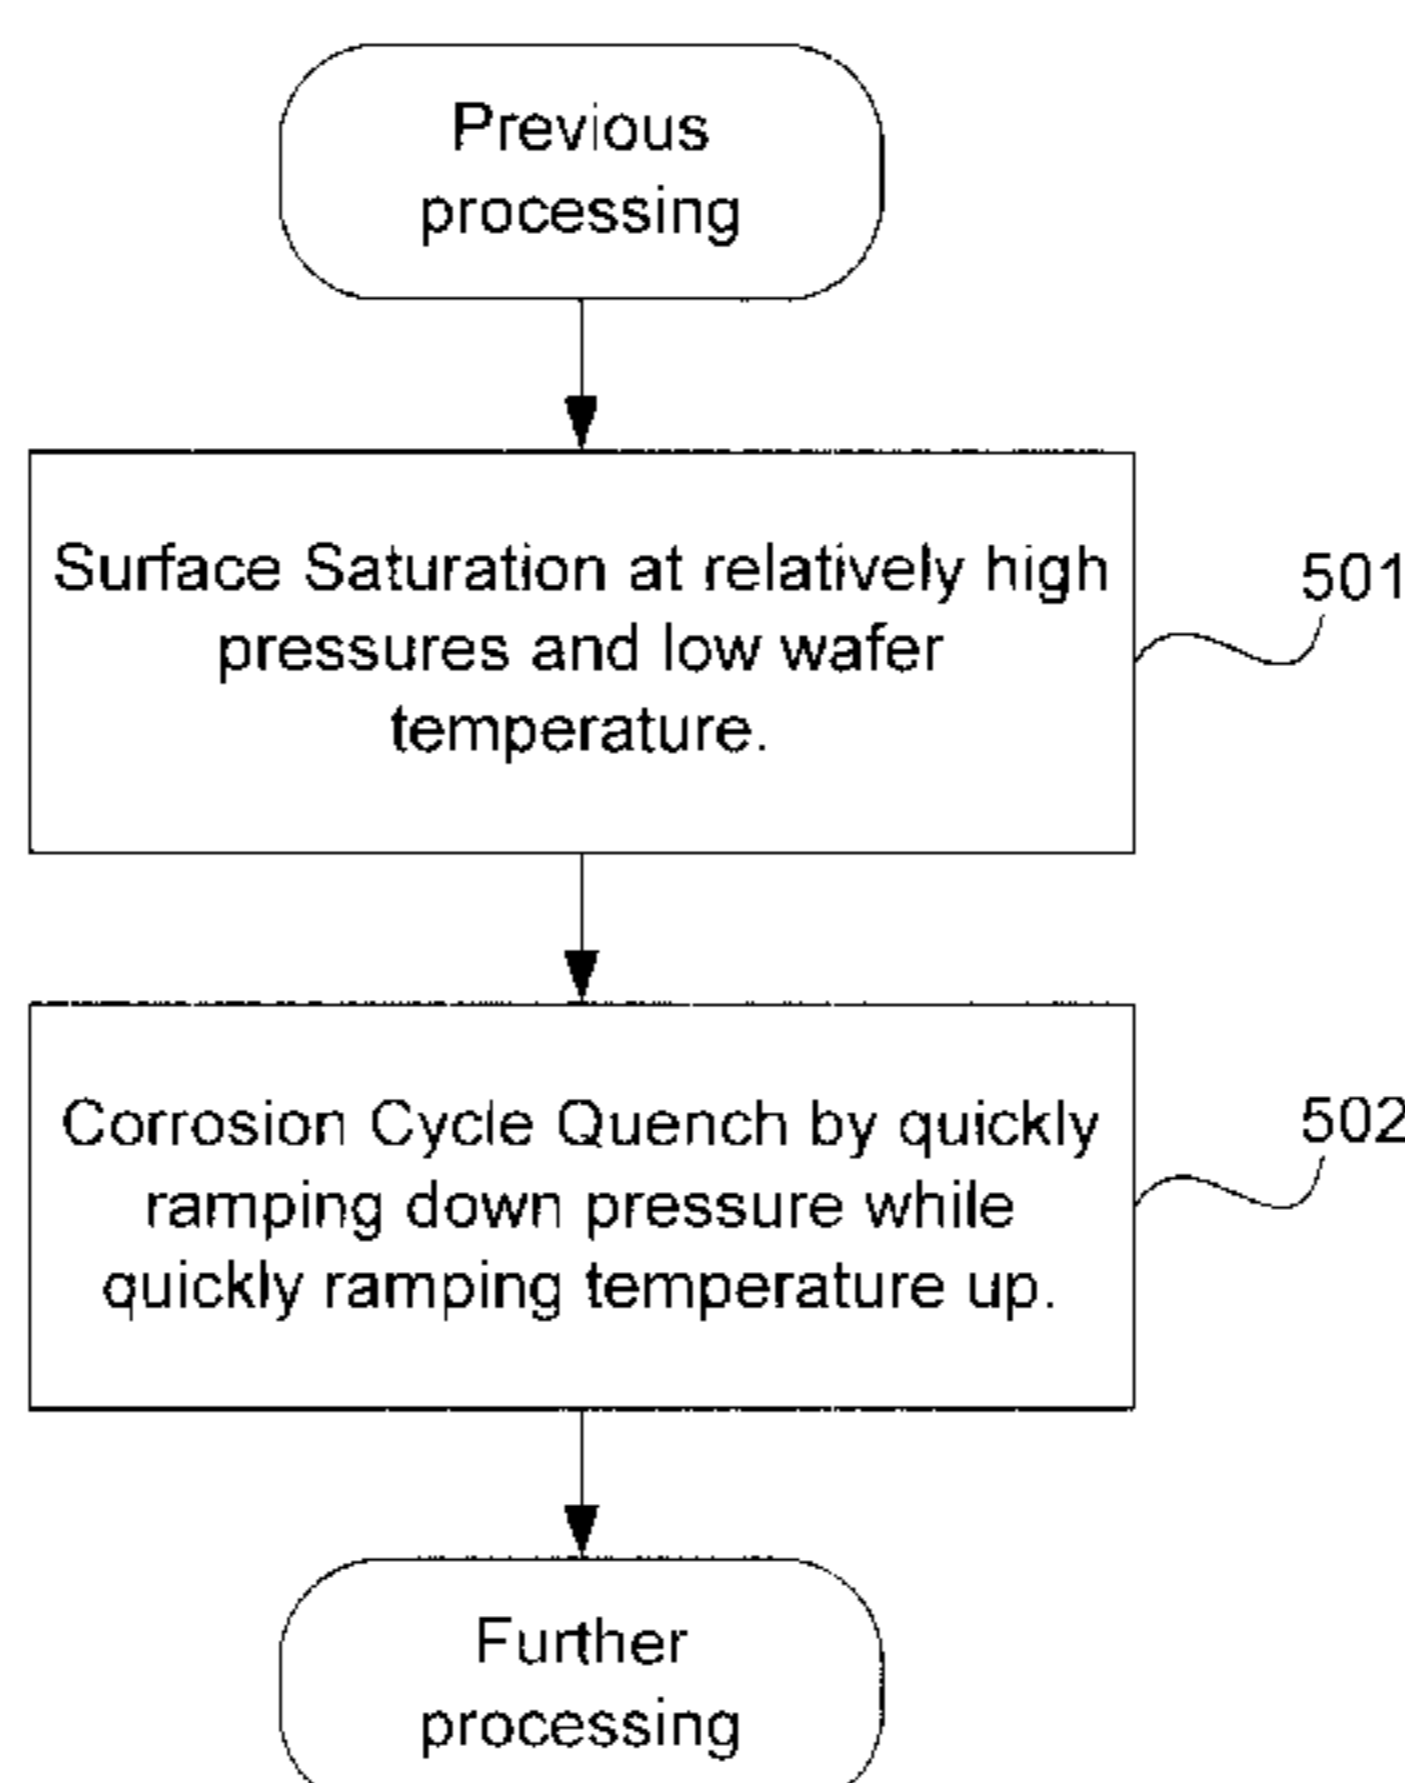 Previous
processing
Surface Saturation at relatively high
pressures and low wafer
temperature.
501
Corrosion Cycle Quench by quickly
ramping down pressure while
quickly ramping temperature up.
502
Further
processing